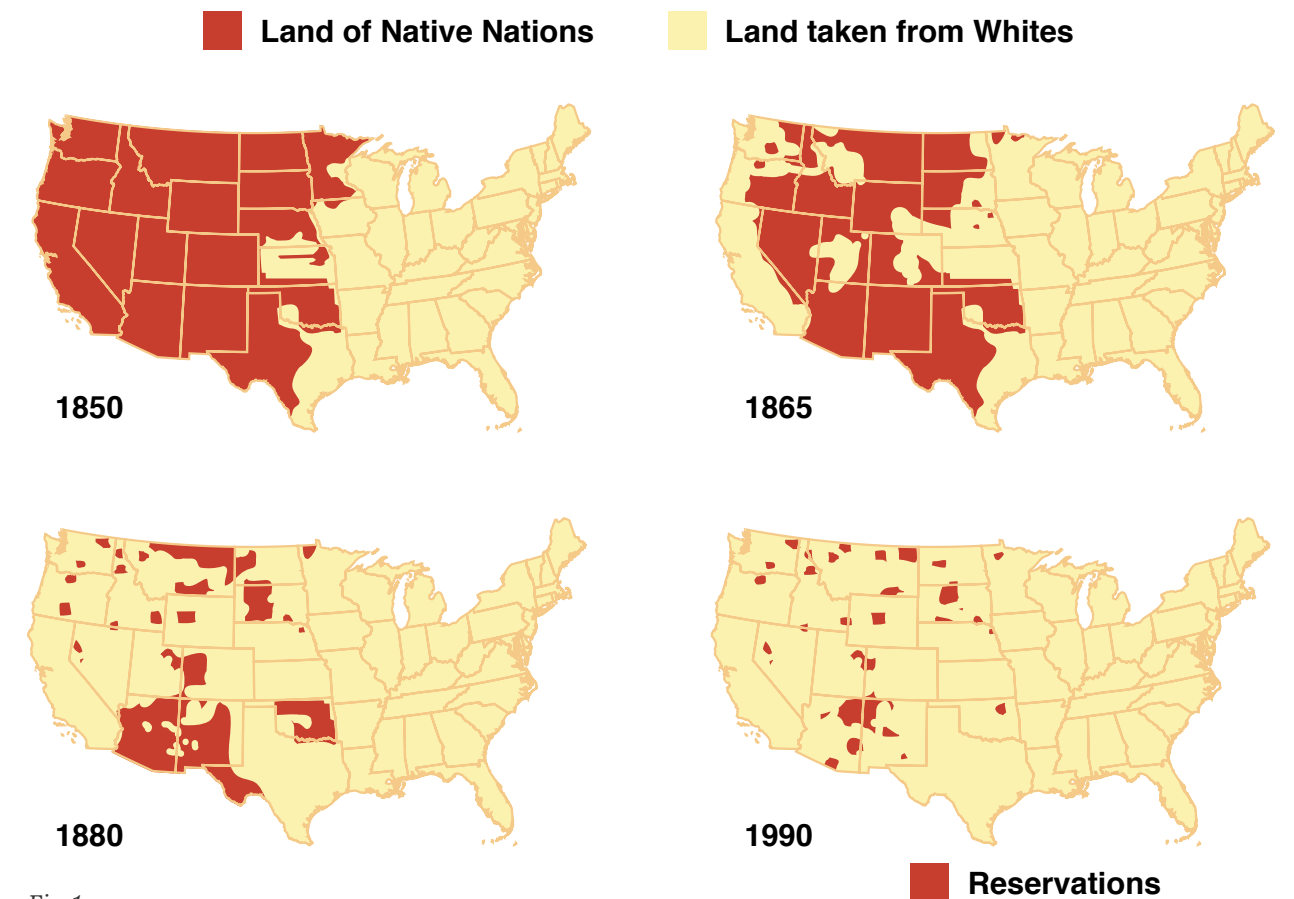 Land of Native Nations
Land taken from Whites
1850
1865
1880
1990
Reservations